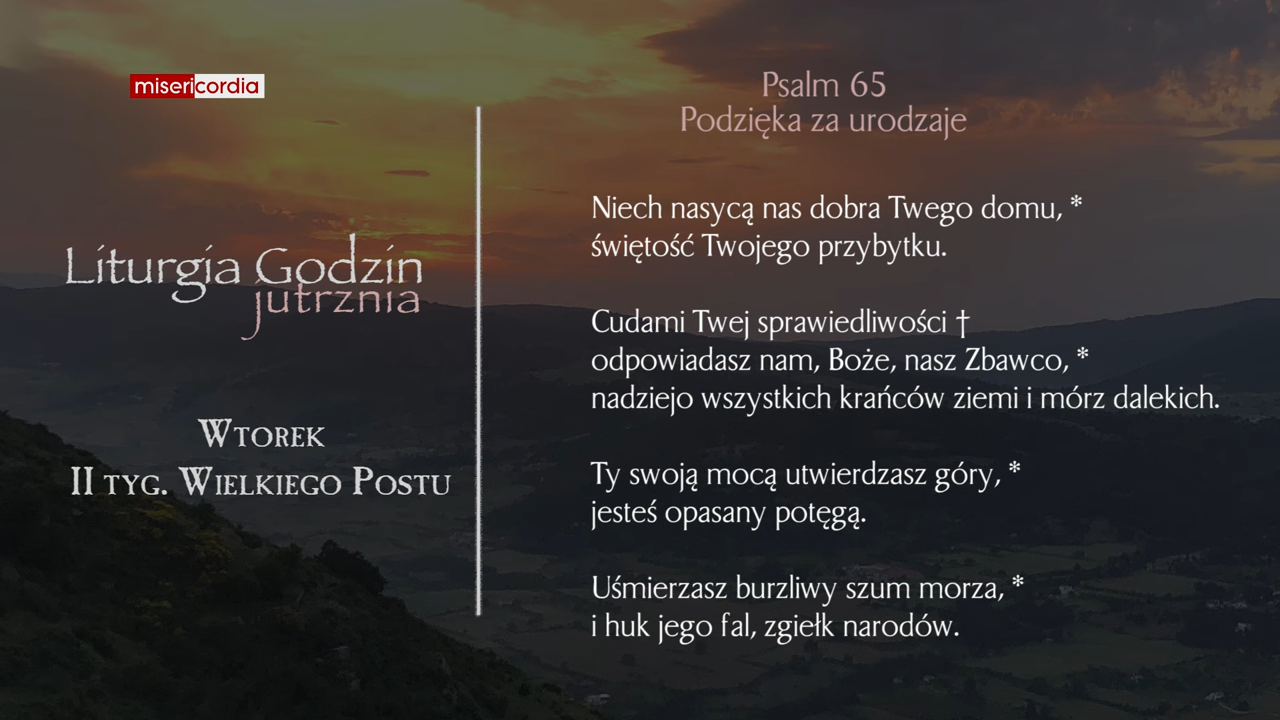 misericordia
Liturgia Godzin
jutrznia
Wtorek
II tyg. Wielkiego Postu
Psalm 65
Podzięka za urodzaje
Niech nasycą nas dobra Twego domu, *
świętość Twojego przybytku.
Cudami Twej sprawiedliwości †
odpowiadasz nam, Boże, nasz Zbawco, *
nadziejo wszystkich krańców ziemi i mórz dalekich.
Ty swoją mocą utwierdzasz góry, *
jesteś opasany potęgą.
Uśmierzasz burzliwy szum morza, *
i huk jego fal, zgiełk narodów.